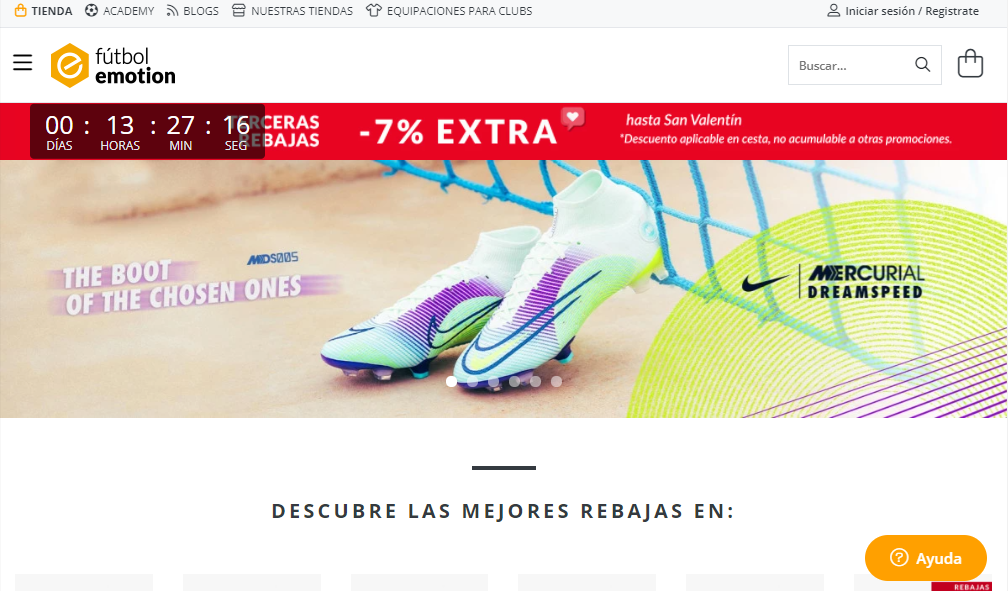 TIENDA ACADEMY BLOGS NUESTRAS TIENDAS EQUIPACIONES PARA CLUBS Iniciar sesión / Registrate
fútbol
emotion
Buscar...
00 : 13 : 27 : 16
DÍAS HORAS MIN SEG
TERCERAS
REBAJAS
-7% EXTRA
hasta San Valentín
*Descuento aplicable en cesta, no acumulable a otras promociones.
MDS005
THE BOOT
OF THE CHOSEN ONES
MERCURIAL
DREAMSPEED
DESCUBRE LAS MEJORES REBAJAS EN:
Ayuda
REBAJAS